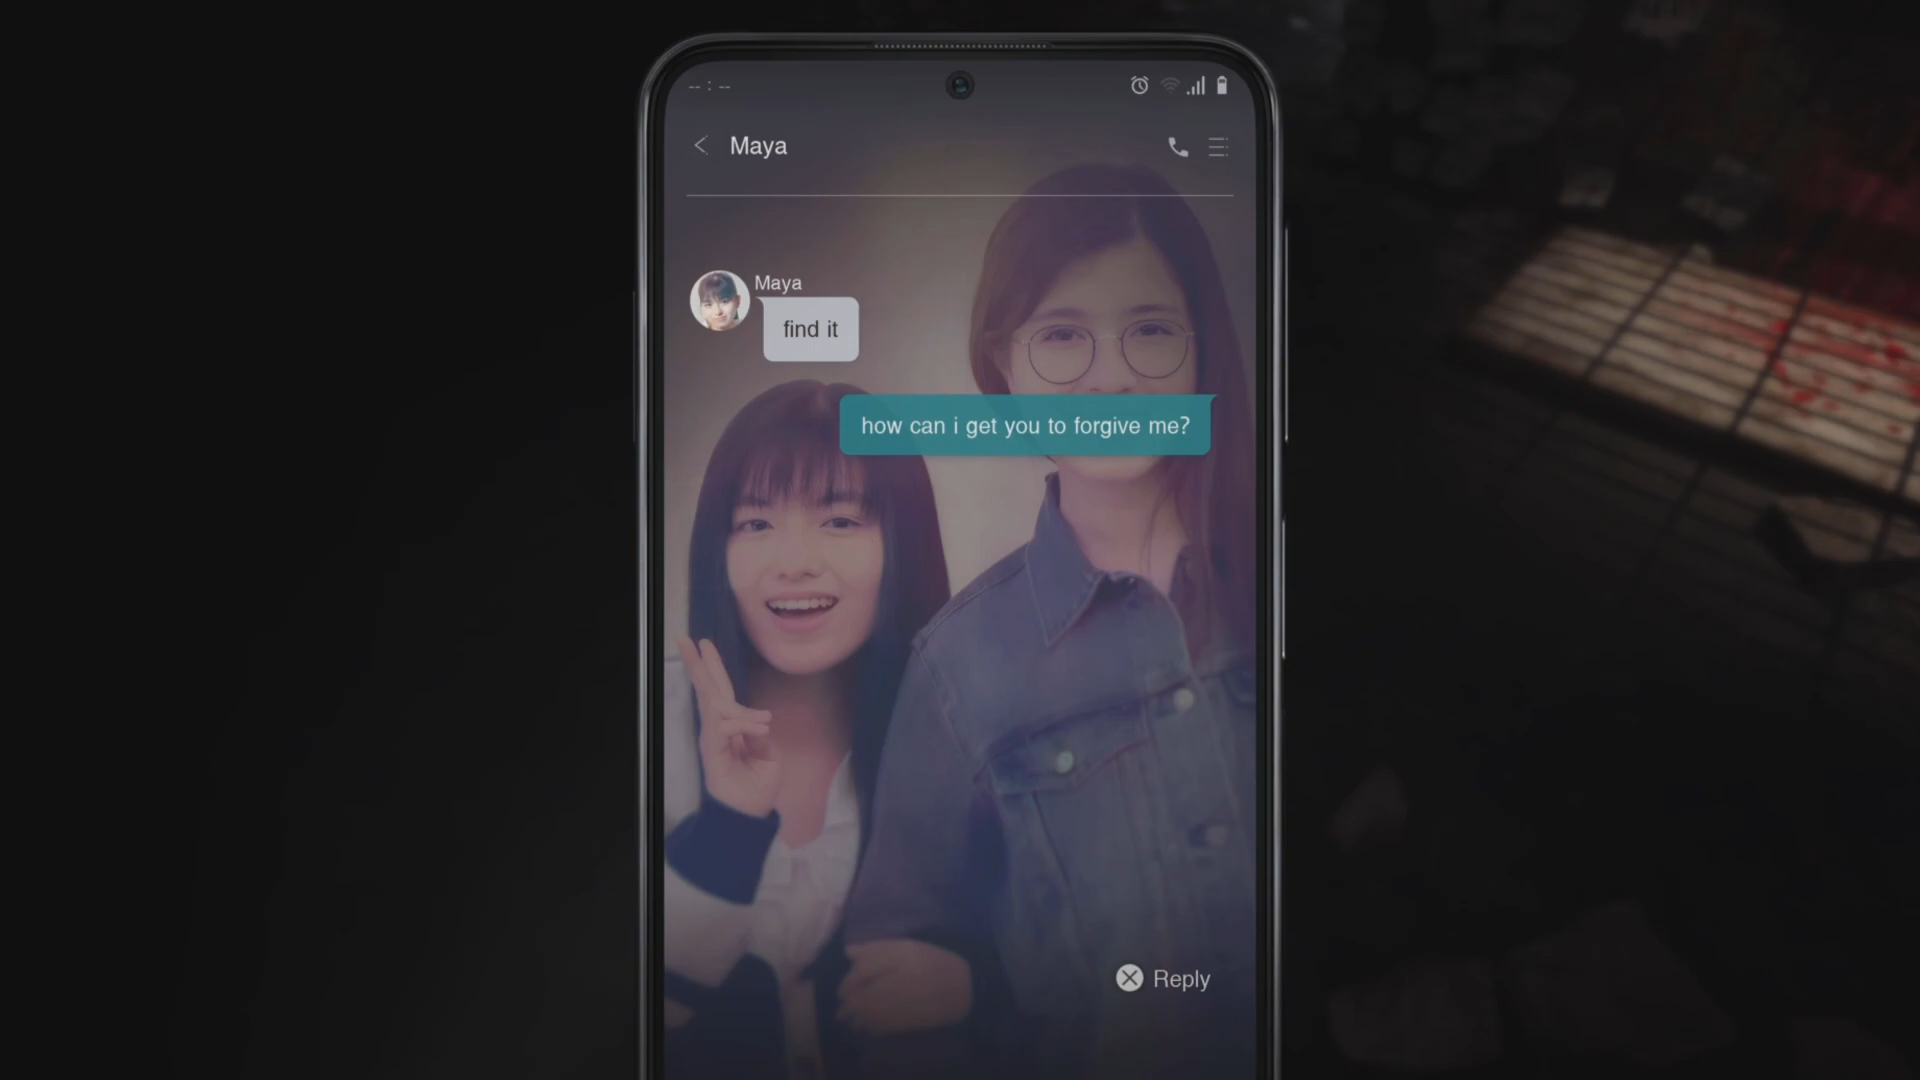 -- : --
Maya
Maya
find it
how can i get you to forgive me?
Reply